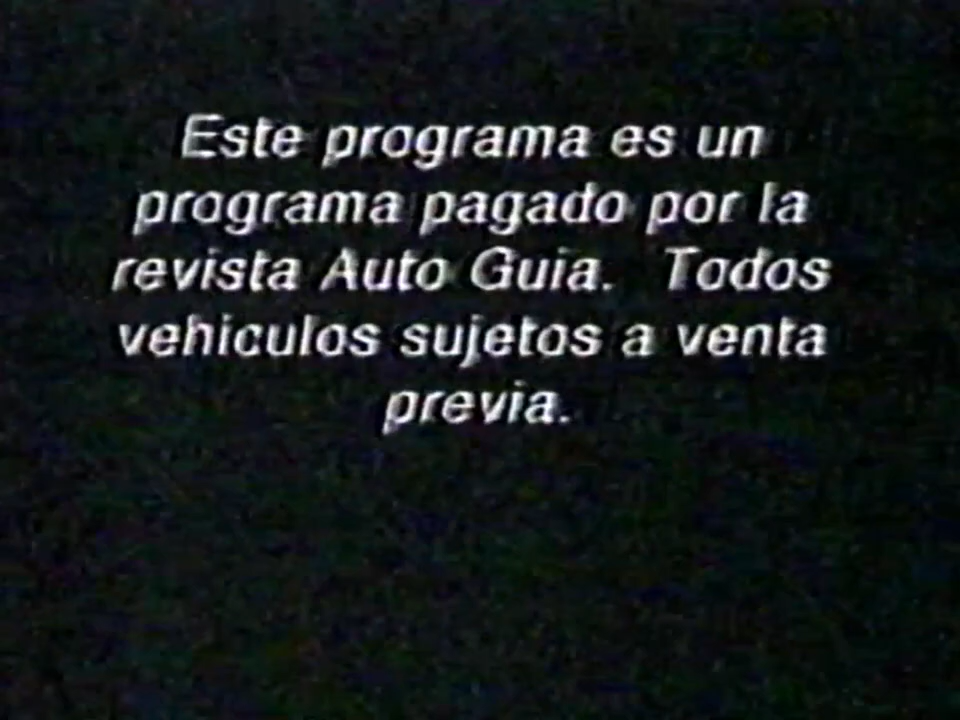 Este programa es un
programa pagado por la
revista Auto Guia. Todos
vehiculos sujetos a venta
previa.